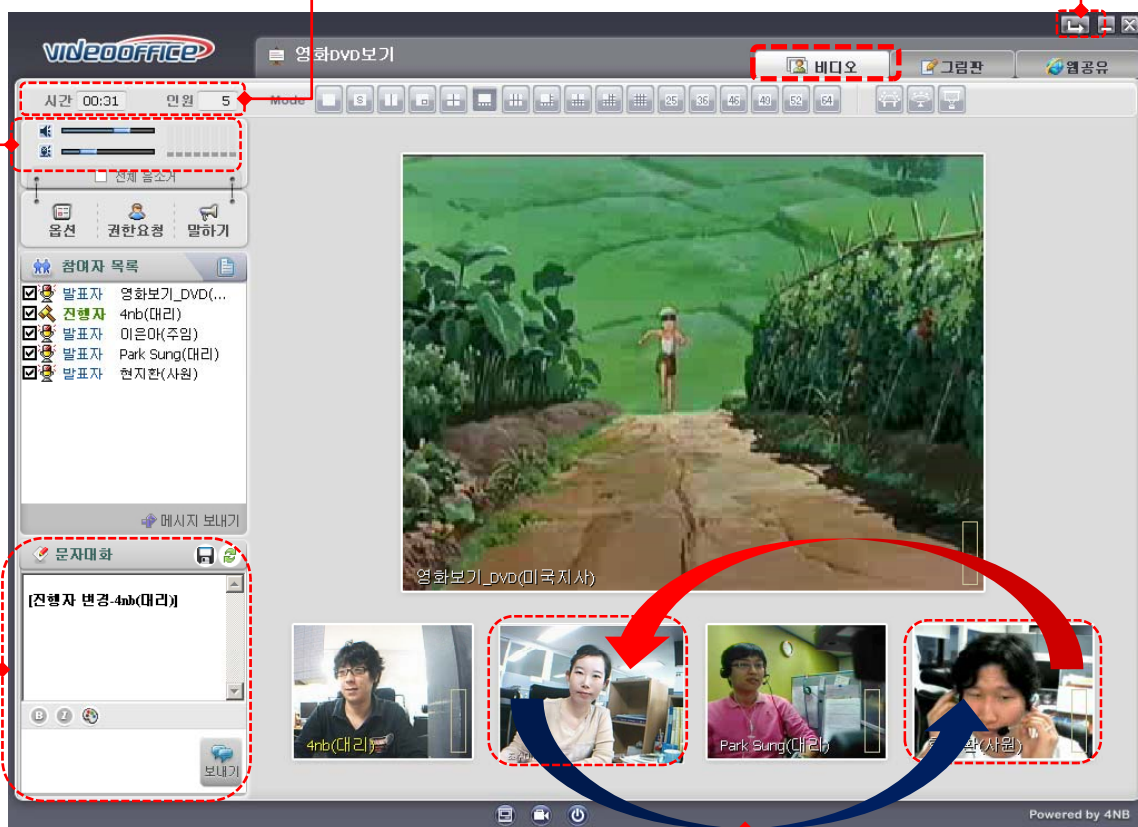 videooffice
영화DVD보기
비디오
그림판
웹공유
시간 00:31 인원 5
Mode
S
25 36 46 49 52 64
전체 음소거
옵션 권한요청 말하기
참여자 목록
발표자 영화보기_DVD(...
진행자 4nb(대리)
발표자 이은아(주임)
발표자 Park Sung(대리)
발표자 현지환(사원)
메시지 보내기
문자대화
[진행자 변경-4nb(대리)]
B I
보내기
영화보기_DVD(미국지사)
4nb(대리)
Park Sung(대리)
환(사원)
Powered by 4NB